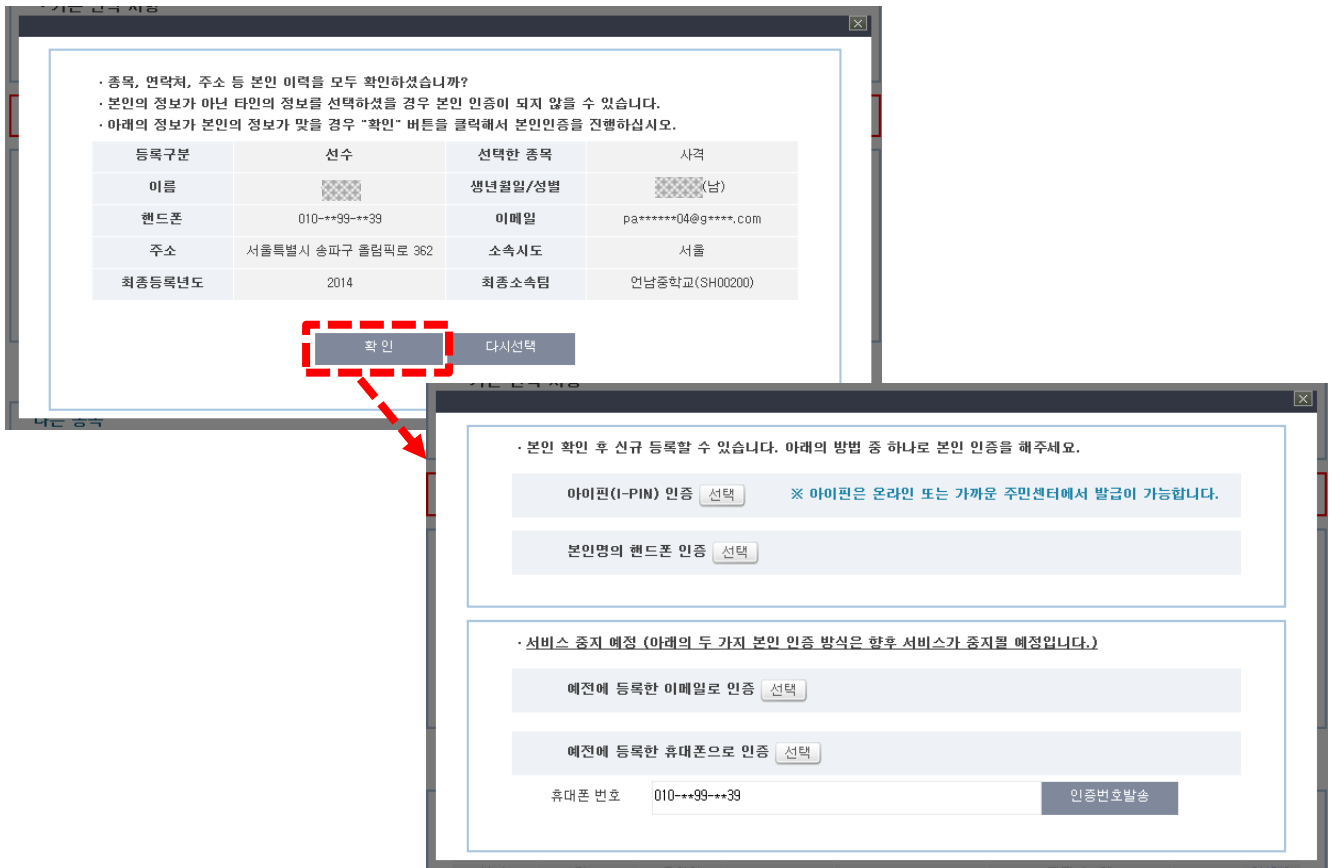 · 종목, 연락처, 주소 등 본인 이력을 모두 확인하셨습니까?
· 본인의 정보가 아닌 타인의 정보를 선택하셨을 경우 본인 인증이 되지 않을 수 있습니다.
· 아래의 정보가 본인의 정보가 맞을 경우 "확인" 버튼을 클릭해서 본인인증을 진행하십시오.
등록구분 선수 선택한 종목 사격
이름 생년월일/성별 (남)
핸드폰 010-**99-**39 이메일 pa******04@g****.com
주소 서울특별시 송파구 올림픽로 362 소속시도 서울
최종등록년도 2014 최종소속팀 언남중학교(SH00200)
확 인 다시선택
· 본인 확인 후 신규 등록할 수 있습니다. 아래의 방법 중 하나로 본인 인증을 해주세요.
아이핀(I-PIN) 인증 선택 ※ 아이핀은 온라인 또는 가까운 주민센터에서 발급이 가능합니다.
본인명의 핸드폰 인증 선택
· 서비스 중지 예정 (아래의 두 가지 본인 인증 방식은 향후 서비스가 중지될 예정입니다.)
예전에 등록한 이메일로 인증 선택
예전에 등록한 휴대폰으로 인증 선택
휴대폰 번호 010-**99-**39 인증번호발송